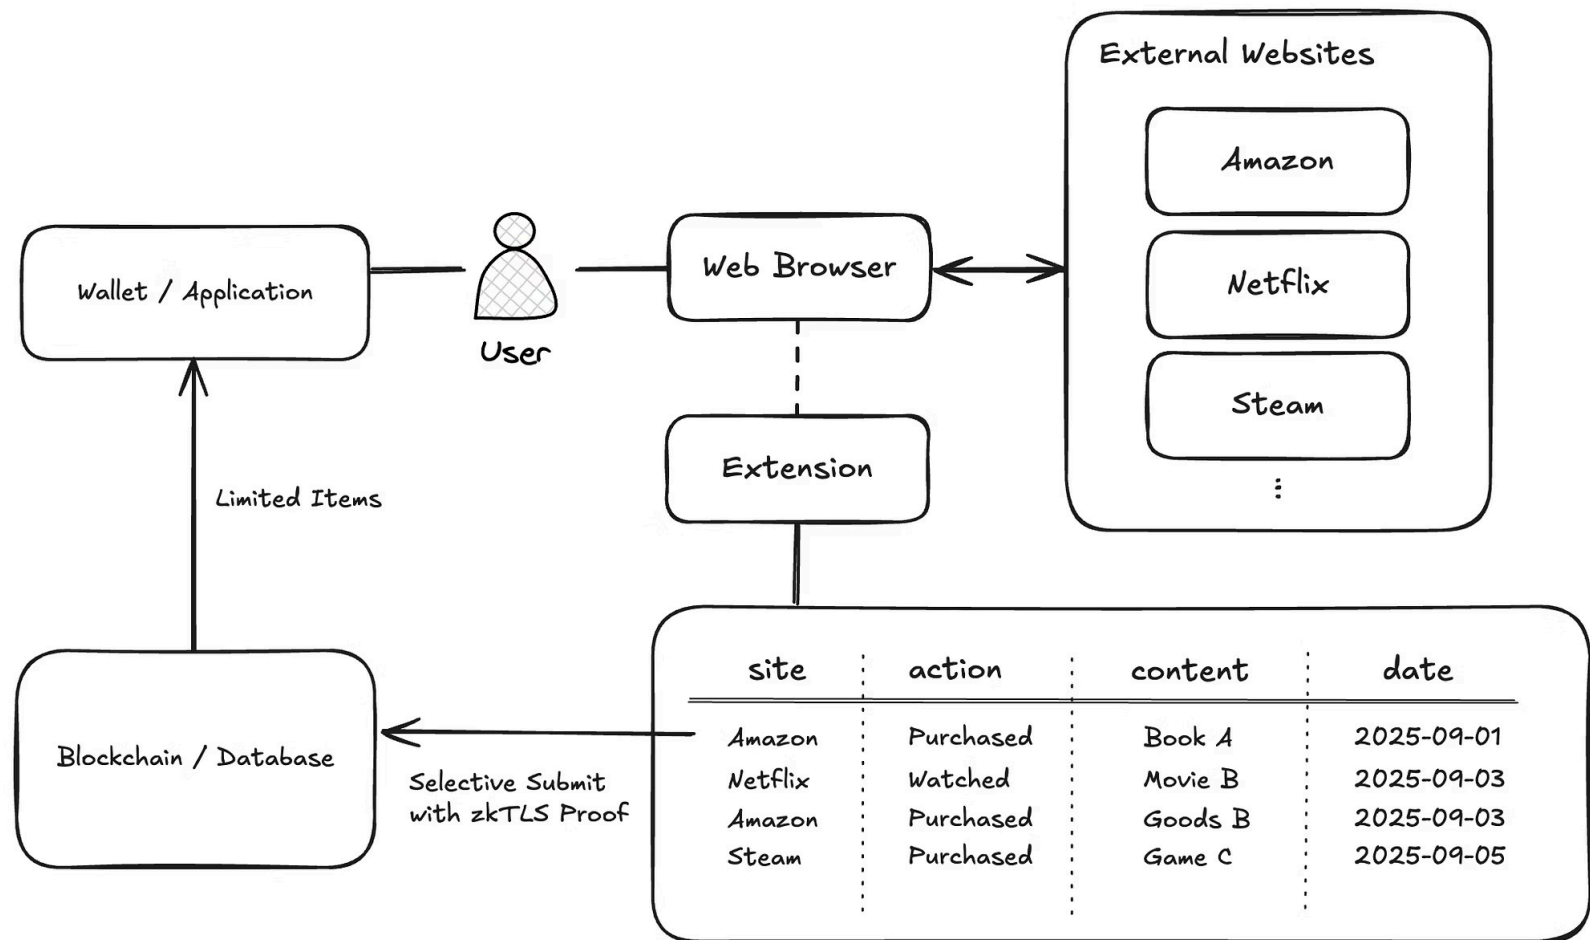 External Websites
Amazon
Netflix
Steam
⋮
Wallet / Application
User
Web Browser
Extension
Limited Items
Blockchain / Database
Selective Submit
with zkTLS Proof
site action content date
Amazon Purchased Book A 2025-09-01
Netflix Watched Movie B 2025-09-03
Amazon Purchased Goods B 2025-09-03
Steam Purchased Game C 2025-09-05